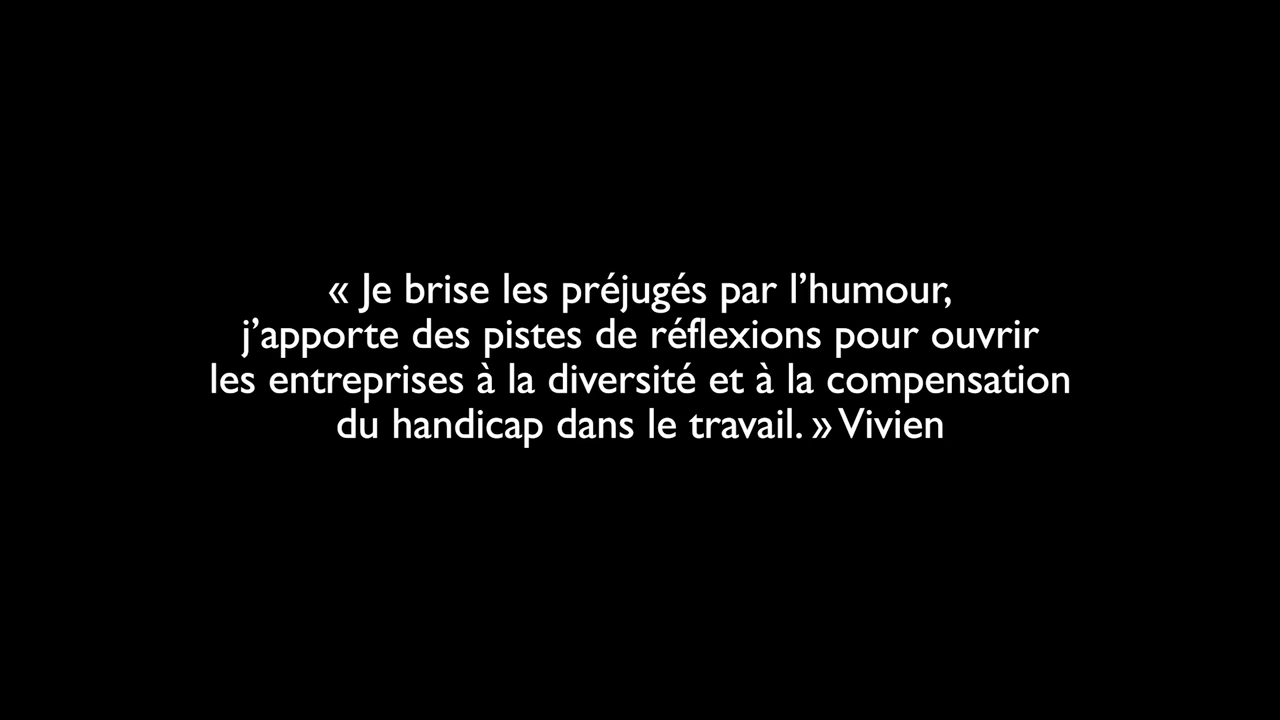 « Je brise les préjugés par l’humour,
j’apporte des pistes de réflexions pour ouvrir
les entreprises à la diversité et à la compensation
du handicap dans le travail. » Vivien